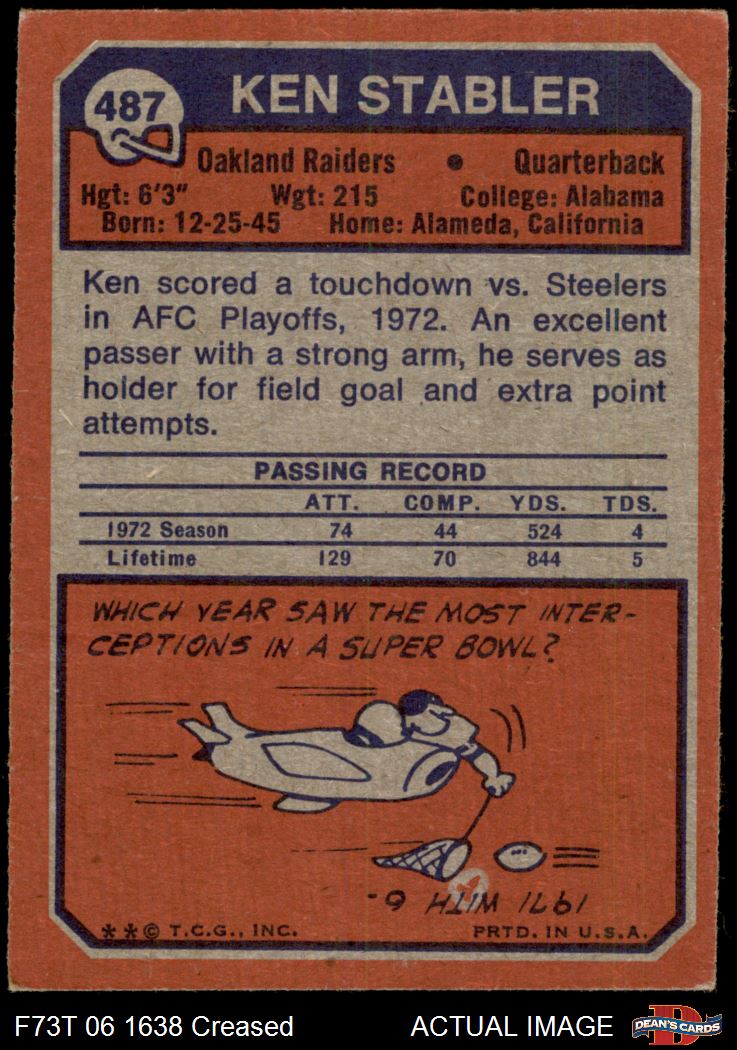 487
KEN STABLER
Oakland Raiders • Quarterback
Hgt: 6'3" Wgt: 215 College: Alabama
Born: 12-25-45 Home: Alameda, California
Ken scored a touchdown vs. Steelers
in AFC Playoffs, 1972. An excellent
passer with a strong arm, he serves as
holder for field goal and extra point
attempts.
PASSING RECORD
ATT. COMP. YDS. TDS.
1972 Season 74 44 524 4
Lifetime 129 70 844 5
WHICH YEAR SAW THE MOST INTER-
CEPTIONS IN A SUPER BOWL?
1971 WITH 6.
**© T.C.G., INC. PRTD. IN U.S.A.
F73T 06 1638 Creased ACTUAL IMAGE
D
DEAN'S CARDS